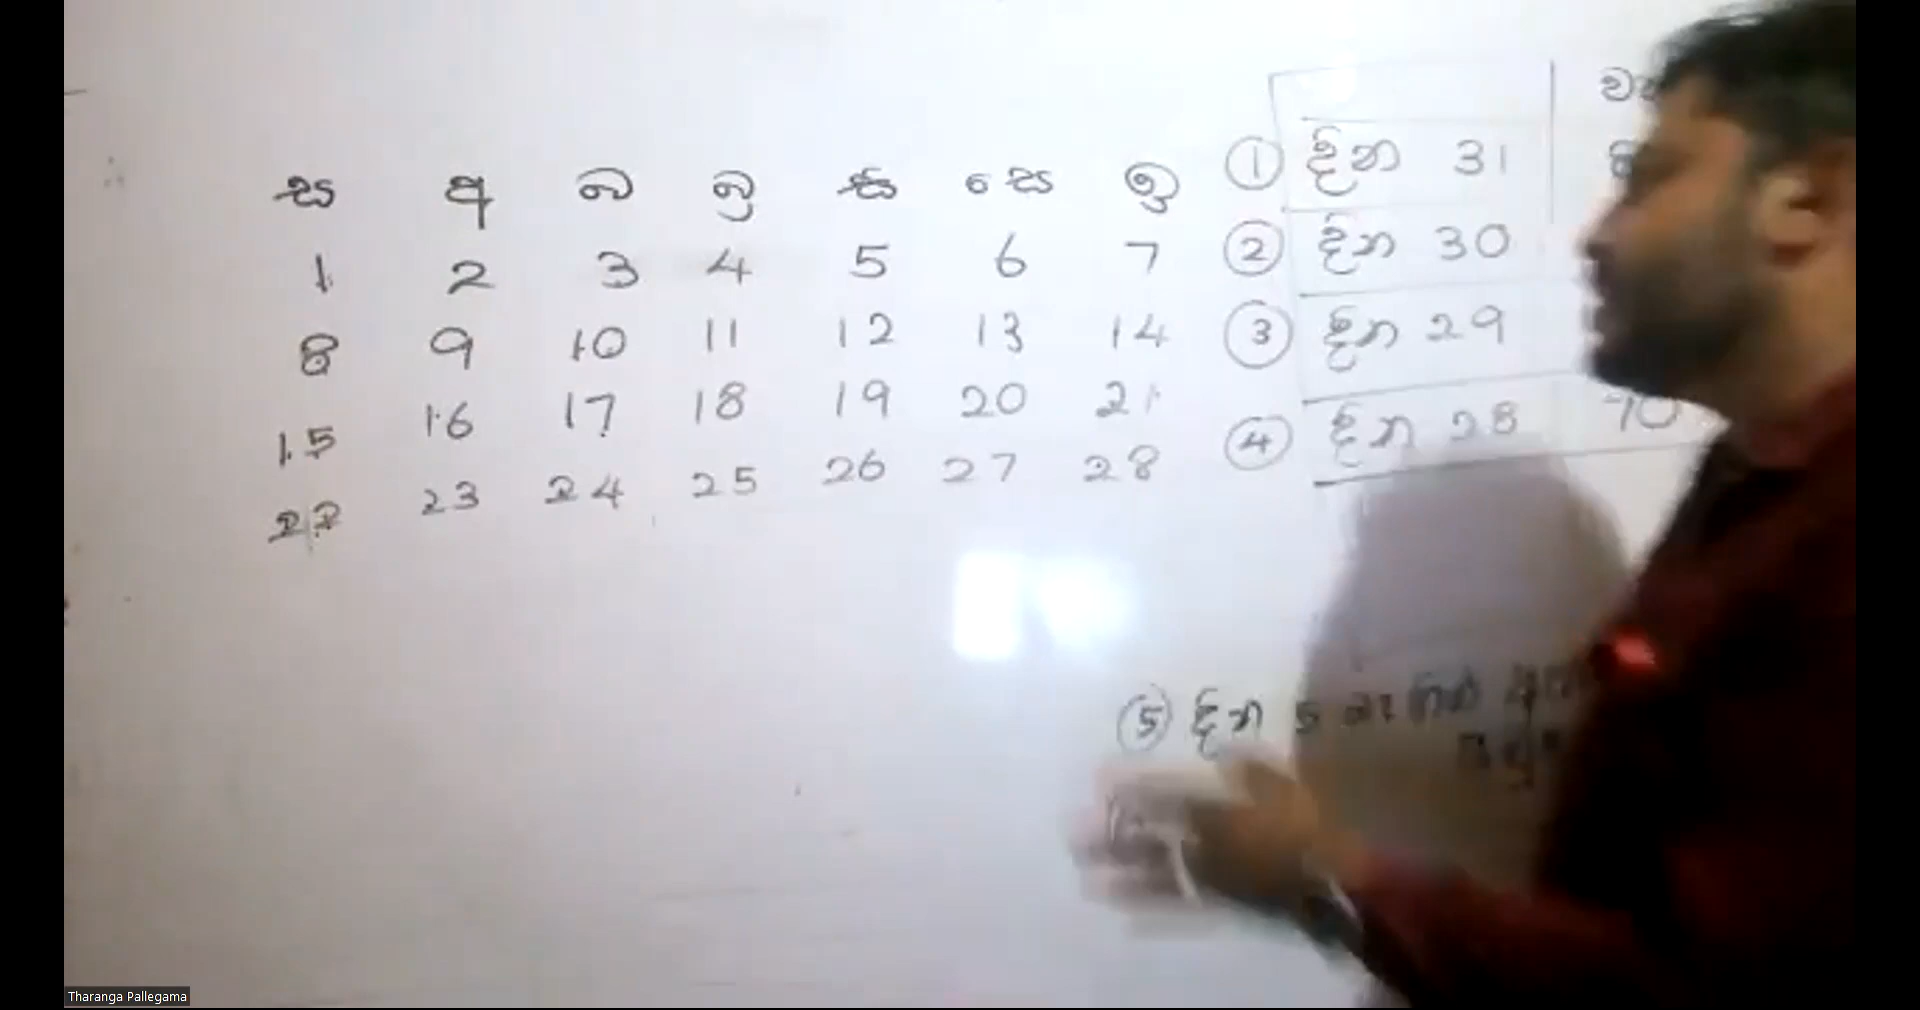 ස අ බ බ්‍ර සි සෙ ඉ
1 2 3 4 5 6 7
8 9 10 11 12 13 14
15 16 17 18 19 20 21
22 23 24 25 26 27 28
① දින 31
② දින 30
③ දින 29
④ දින 28 70
⑤ දින 5
Tharanga Pallegama